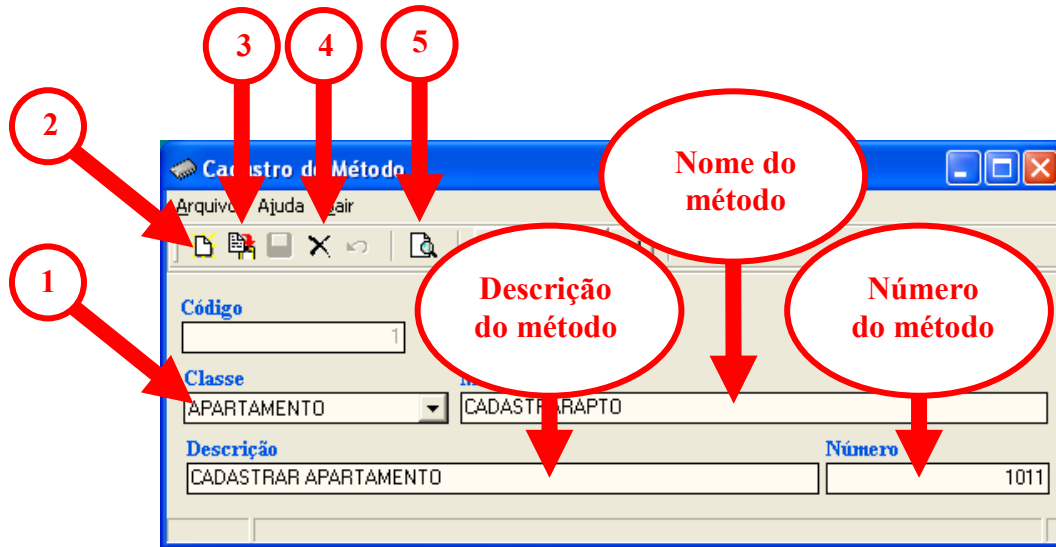 3
4
5
2
Nome do
método
Cadastro de Método
Arquivo Ajuda Sair
1
Descrição
do método
Número
do método
Código
1
Classe
APARTAMENTO
CADASTRARAPTO
Descrição
Número
CADASTRAR APARTAMENTO
1011